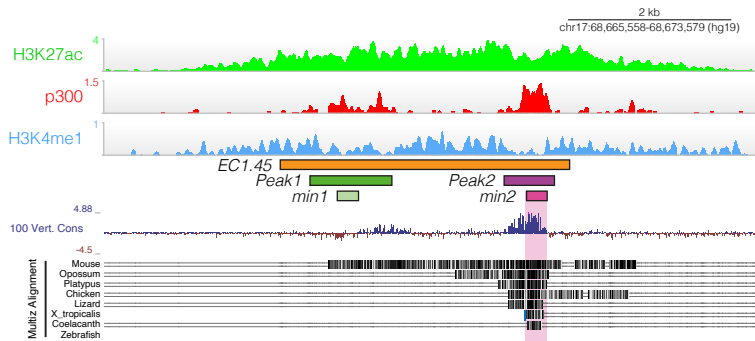 2 kb
chr17:68,665,558-68,673,579 (hg19)
4
H3K27ac
1.5
p300
1
H3K4me1
EC1.45
Peak1
Peak2
min1
min2
4.88 _
100 Vert. Cons
-4.5 _
Multiz Alignment
Mouse
Opossum
Platypus
Chicken
Lizard
X_tropicalis
Coelacanth
Zebrafish